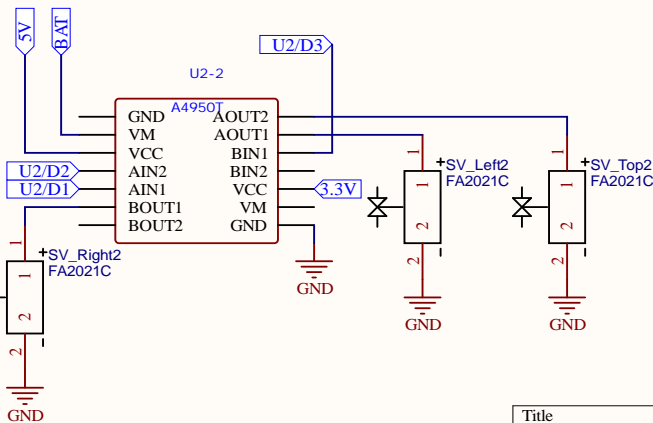 5V
BAT
U2/D3
U2-2
A4950T
GND
VM
VCC
AIN2
AIN1
BOUT1
BOUT2
AOUT2
AOUT1
BIN1
BIN2
VCC
VM
GND
U2/D2
U2/D1
3.3V
1
+
SV_Left2
FA2021C
1
2
2
GND
1
+
SV_Top2
FA2021C
1
2
2
GND
GND
1
+
SV_Right2
FA2021C
1
2
2
GND
Title